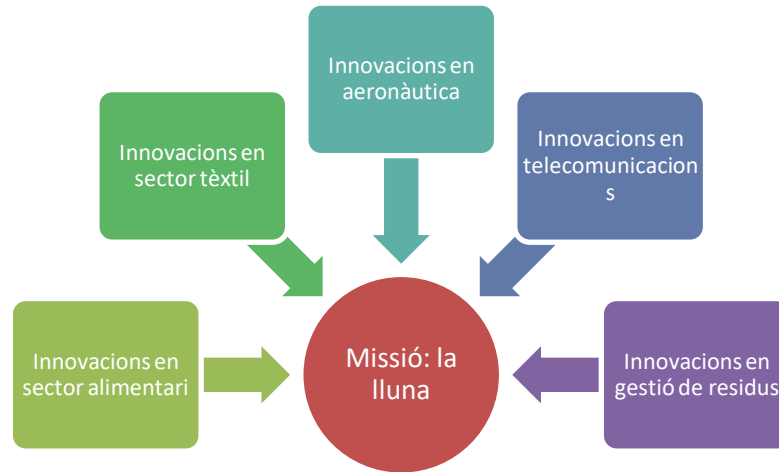 Innovacions en
aeronàutica
Innovacions en
sector tèxtil
Innovacions en
telecomunicacion
s
Innovacions en
sector alimentari
Missió: la
lluna
Innovacions en
gestió de residus